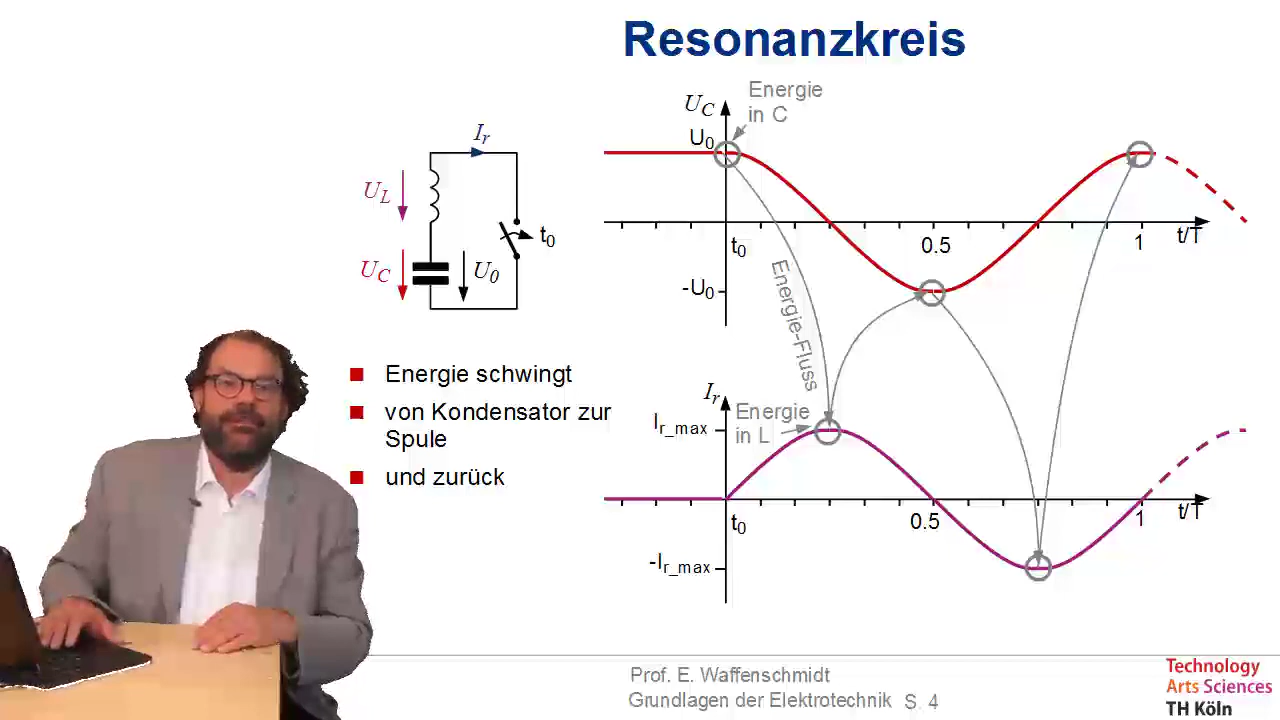 Resonanzkreis
I_r
U_L
U_C
U_0
t_0
Energie schwingt
von Kondensator zur
Spule
und zurück
U_C
Energie
in C
U_0
-U_0
t_0
0.5
1
t/T
Energie-Fluss
I_r
Energie
in L
I_r_max
-I_r_max
t_0
0.5
1
t/T
Prof. E. Waffenschmidt
Grundlagen der Elektrotechnik S. 4
Technology
Arts Sciences
TH Köln